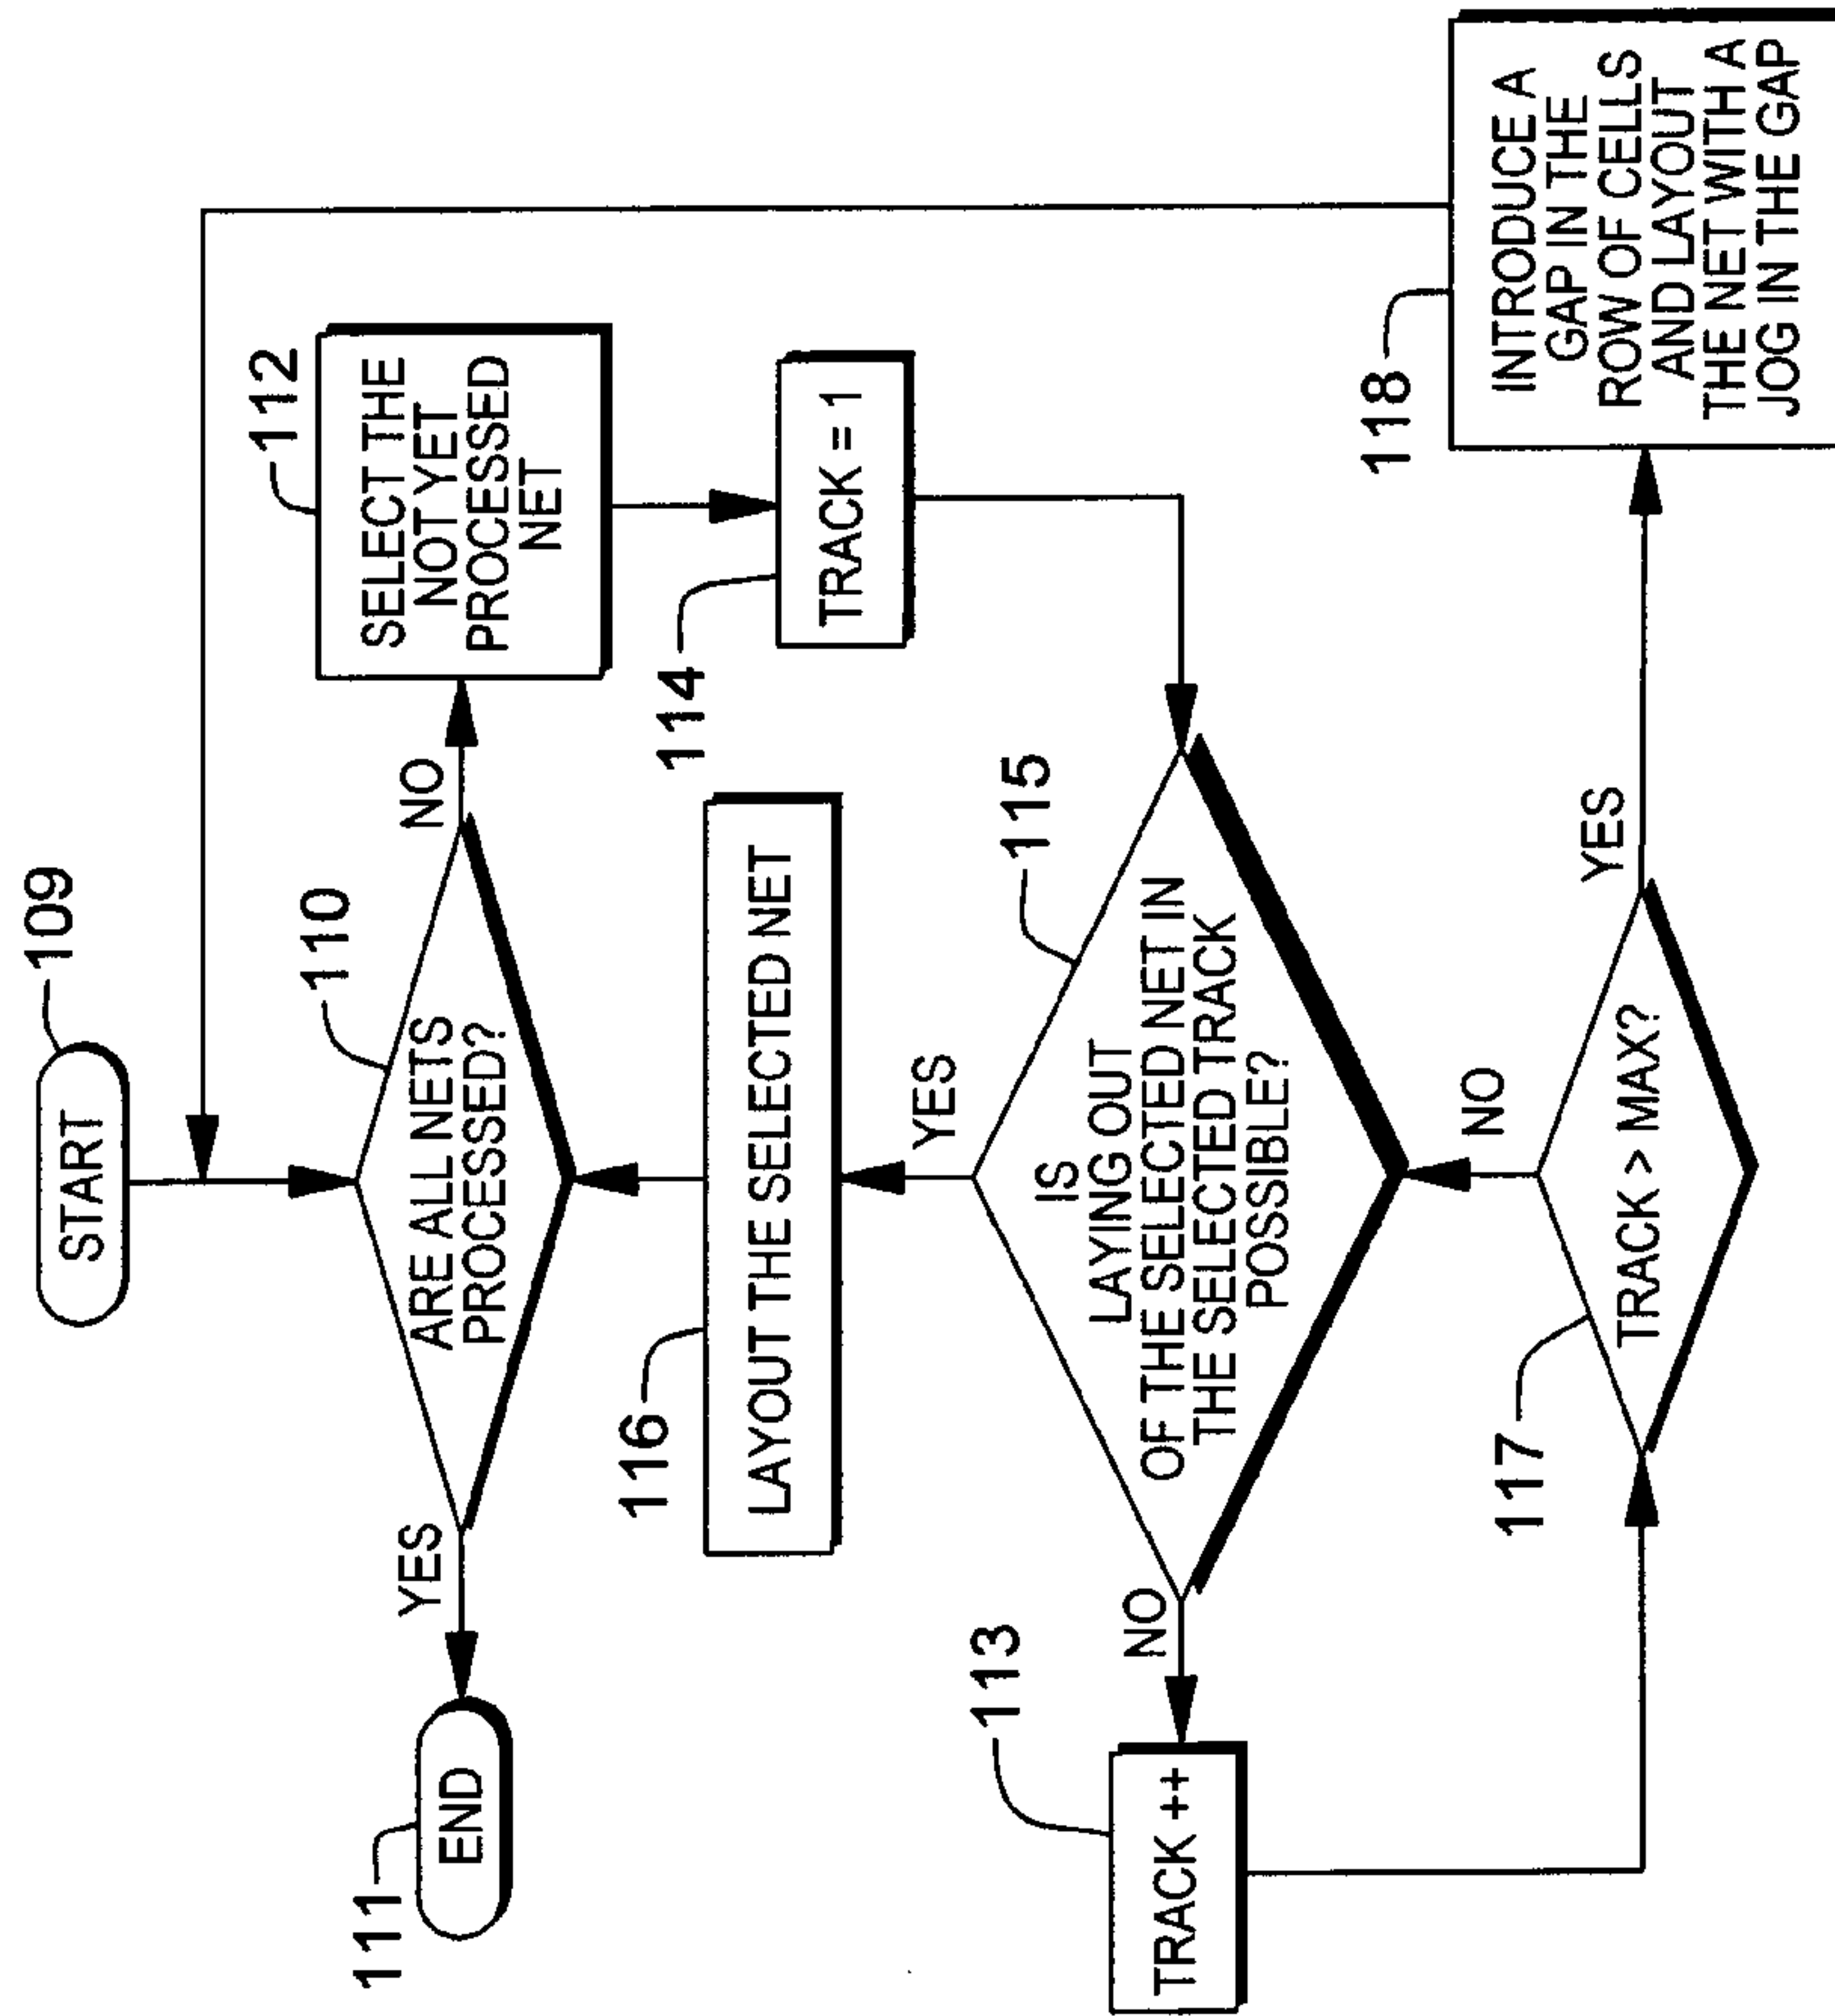 109
START
110
ARE ALL NETS
PROCESSED?
YES
NO
111
END
112
SELECT THE
NOT YET
PROCESSED
NET
114
TRACK = 1
116
LAYOUT THE SELECTED NET
YES
115
IS
LAYING OUT
OF THE SELECTED NET IN
THE SELECTED TRACK
POSSIBLE?
NO
113
TRACK ++
NO
117
TRACK > MAX?
YES
118
INTRODUCE A
GAP IN THE
ROW OF CELLS
AND LAYOUT
THE NET WITH A
JOG IN THE GAP